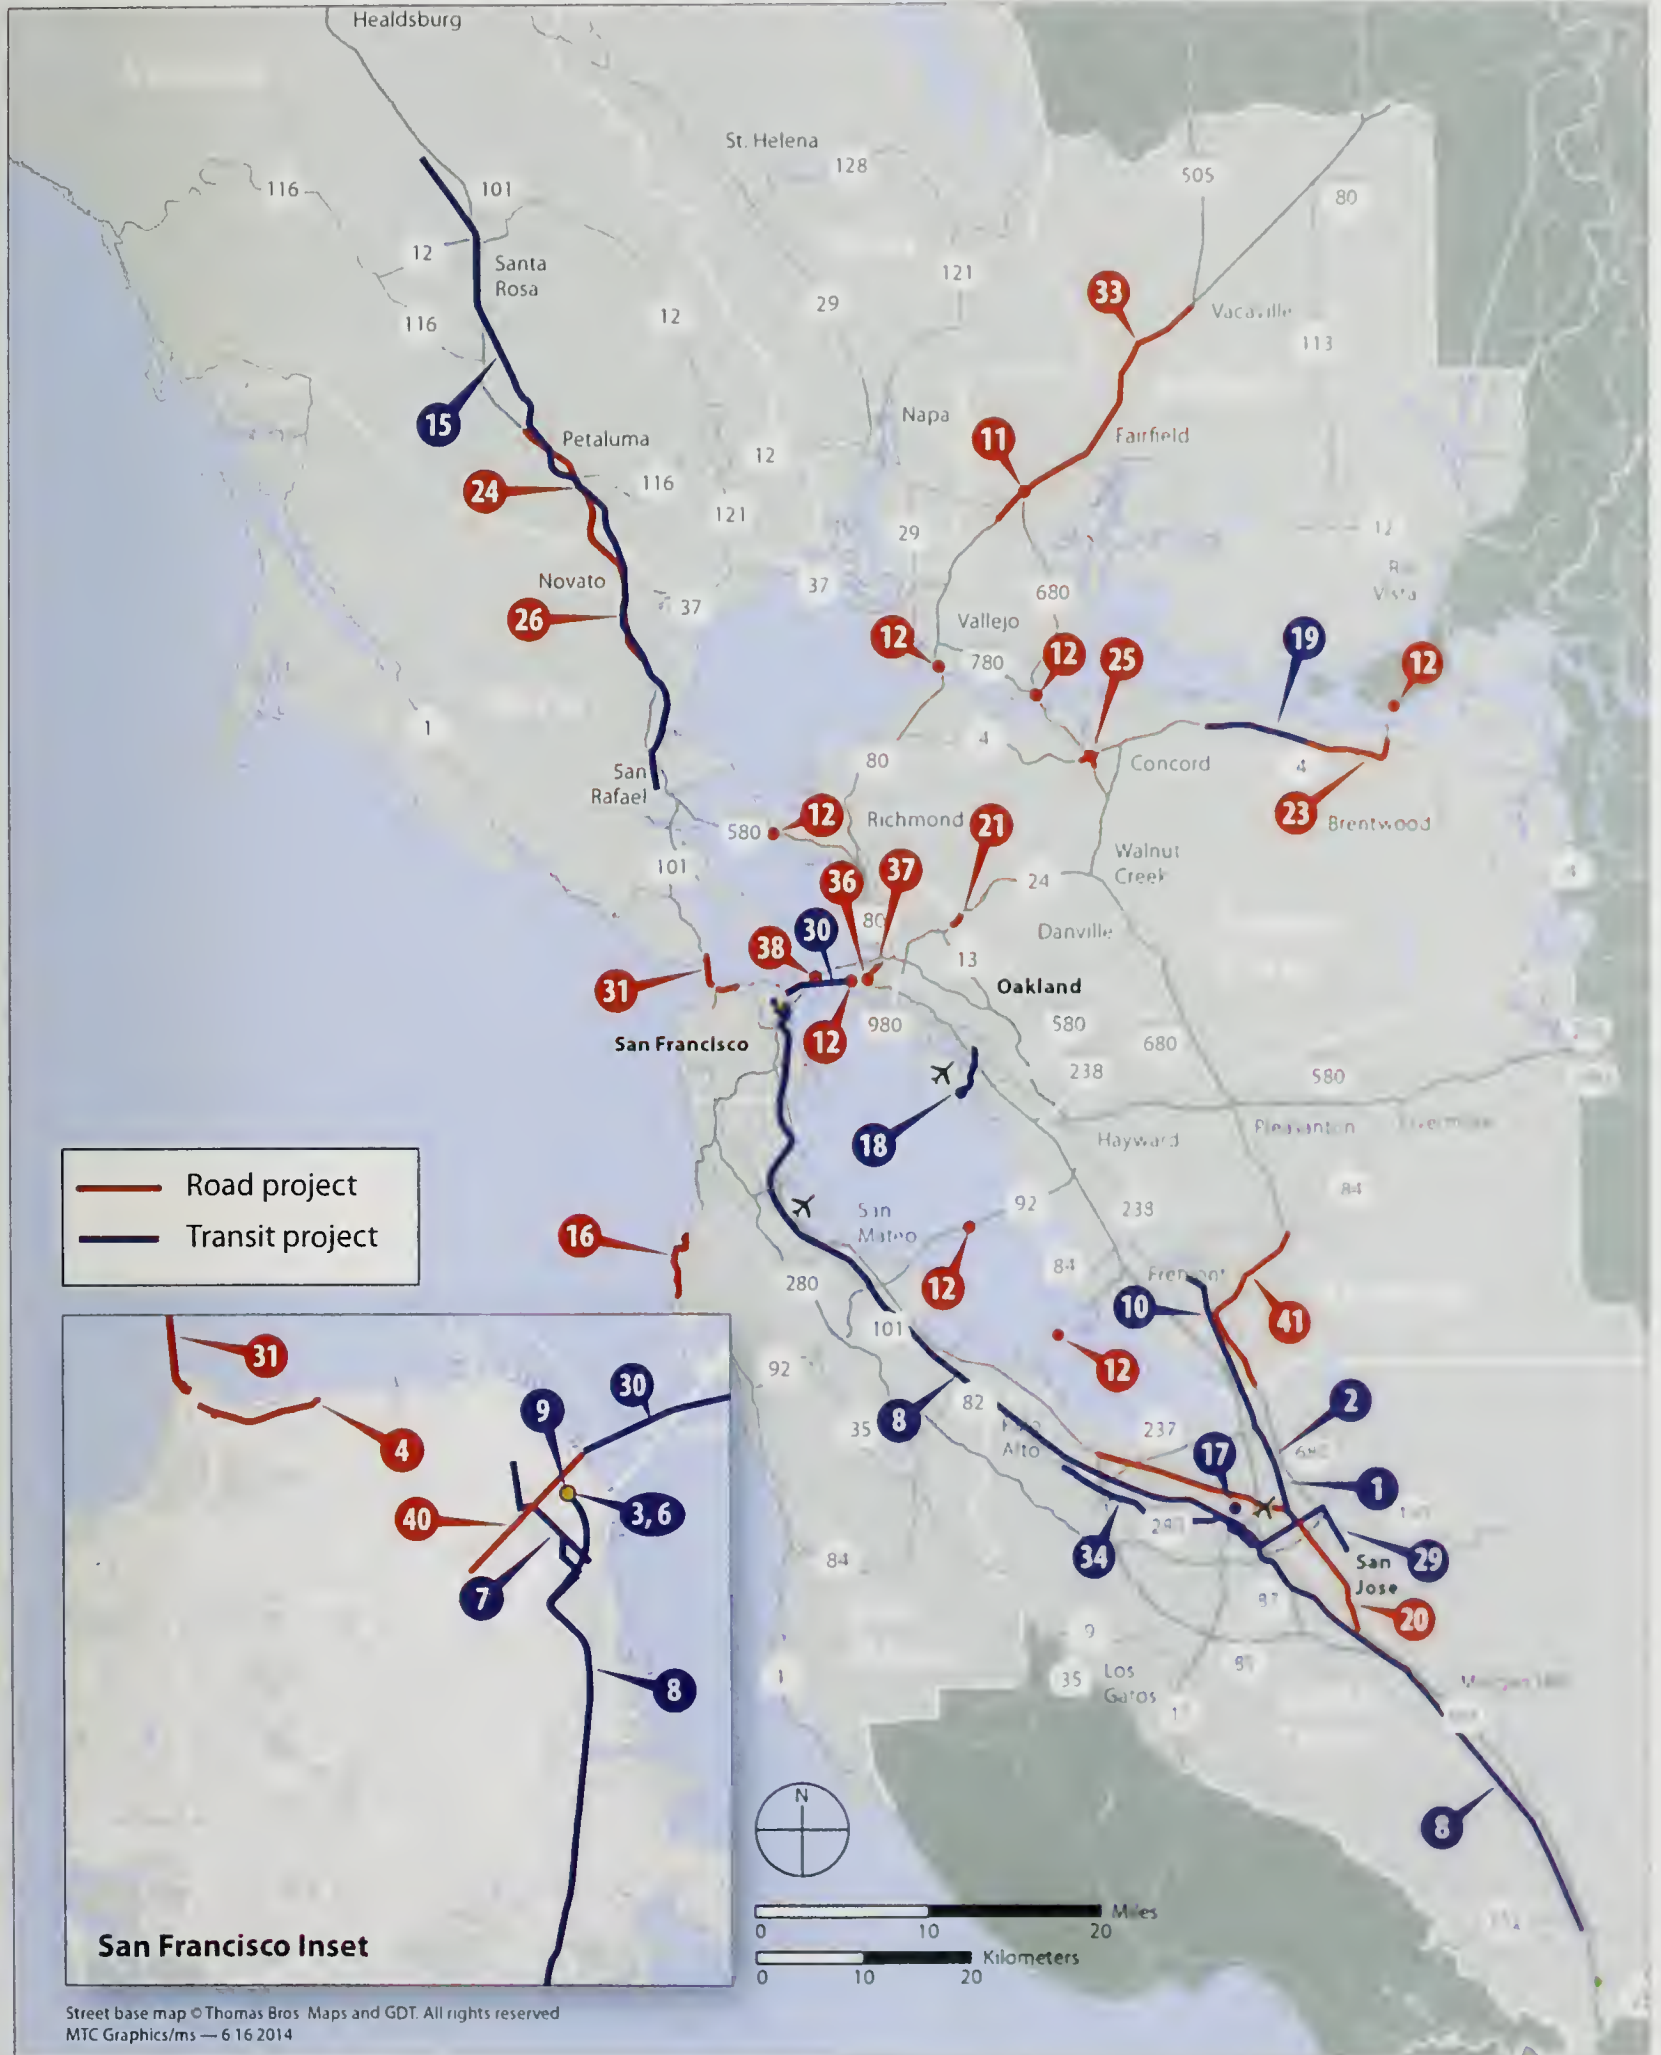 Healdsburg
St. Helena
128
505
80
116
101
12
Santa
Rosa
121
33
29
12
116
Vacaville
113
15
Napa
11
Fairfield
Petaluma
12
24
116
121
29
12
Novato
37
37
680
Vista
26
12
Vallejo
12
25
19
12
780
1
4
80
Concord
4
San
Rafael
12
Richmond
21
23
Brentwood
580
101
Walnut
Creek
4
36
37
24
38
30
80
Danville
13
31
Oakland
San Francisco
12
980
580
680
238
580
18
Hayward
Pleasanton
Road project
Transit project
84
92
238
San
Mateo
16
12
84
Fremont
280
10
41
101
31
92
12
30
9
82
2
8
35
237
Alto
4
17
680
1
40
3, 6
34
84
San
Jose
29
7
87
20
9
8
35
Los
Gatos
1
N
8
Miles
0
10
20
Kilometers
0
10
20
San Francisco Inset
Street base map © Thomas Bros Maps and GDT. All rights reserved
MTC Graphics/ms — 6 16 2014